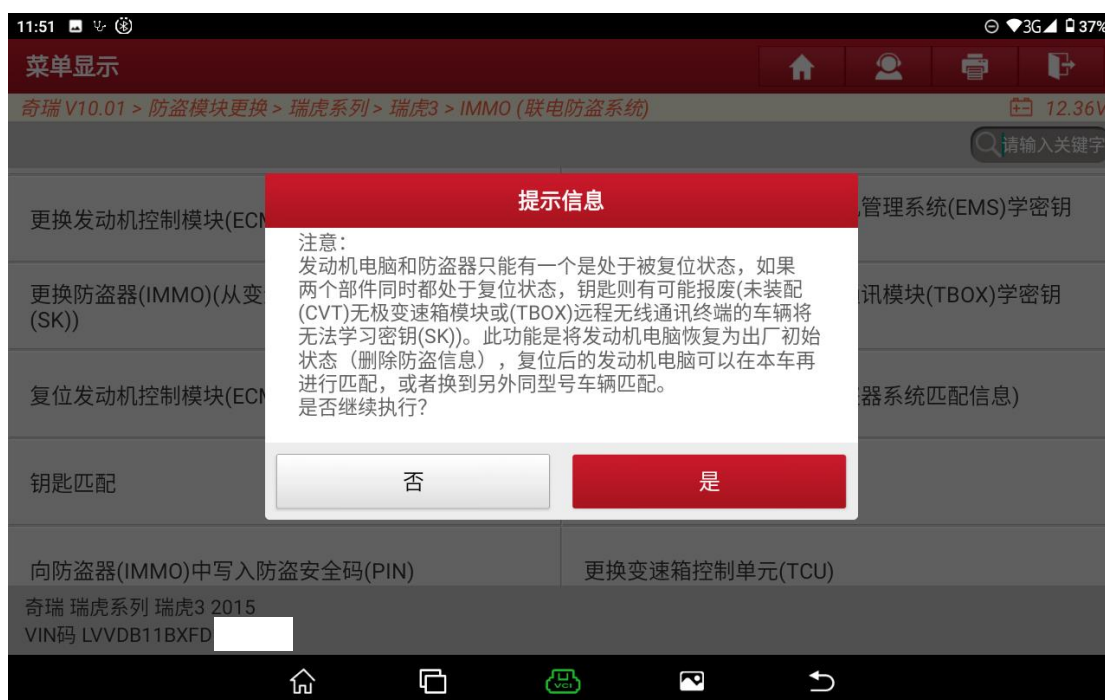 11:51
3G 37%
菜单显示
奇瑞 V10.01 > 防盗模块更换 > 瑞虎系列 > 瑞虎3 > IMMO (联电防盗系统)
12.36V
请输入关键字
提示信息
更换发动机控制模块(ECM
管理系统(EMS)学密钥
更换防盗器(IMMO)(从变
(SK))
讯模块(TBOX)学密钥
复位发动机控制模块(ECM
器系统匹配信息)
注意：
发动机电脑和防盗器只能有一个是处于被复位状态，如果
两个部件同时都处于复位状态，钥匙则有可能报废(未装配
(CVT)无极变速箱模块或(TBOX)远程无线通讯终端的车辆将
无法学习密钥(SK))。此功能是将发动机电脑恢复为出厂初始
状态（删除防盗信息），复位后的发动机电脑可以在本车再
进行匹配，或者换到另外同型号车辆匹配。
是否继续执行？
钥匙匹配
否
是
向防盗器(IMMO)中写入防盗安全码(PIN)
更换变速箱控制单元(TCU)
奇瑞 瑞虎系列 瑞虎3 2015
VIN码 LVVDB11BXFD
VCI